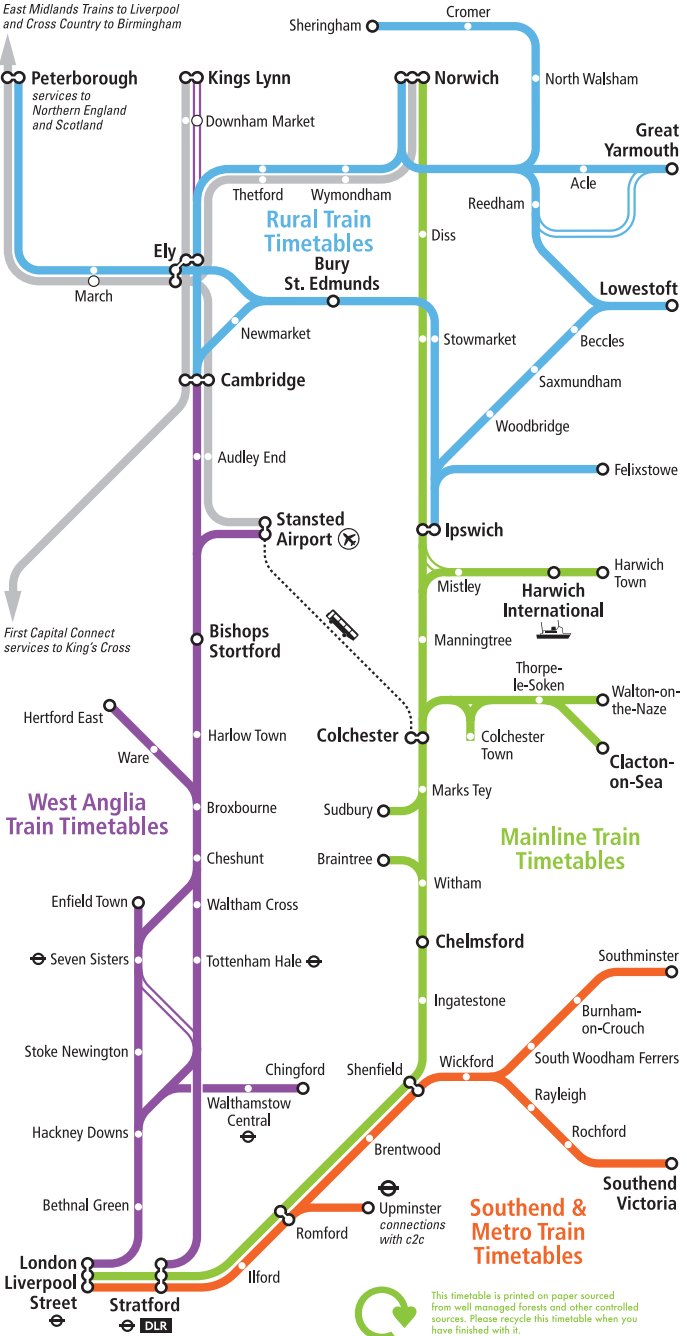 East Midlands Trains to Liverpool
and Cross Country to Birmingham
Sheringham
Cromer
Peterborough
services to
Northern England
and Scotland
Kings Lynn
Norwich
North Walsham
Downham Market
Great
Yarmouth
Thetford
Wymondham
Acle
Reedham
Rural Train
Timetables
Diss
Ely
Bury
St. Edmunds
March
Lowestoft
Newmarket
Stowmarket
Beccles
Cambridge
Saxmundham
Woodbridge
Audley End
Felixstowe
Stansted
Airport
Ipswich
Mistley
Harwich
International
Harwich
Town
First Capital Connect
services to King's Cross
Bishops
Stortford
Manningtree
Thorpe-
le-Soken
Walton-on-
the-Naze
Hertford East
Harlow Town
Colchester
Colchester
Town
Clacton-
on-Sea
Ware
West Anglia
Train Timetables
Marks Tey
Broxbourne
Sudbury
Mainline Train
Timetables
Cheshunt
Braintree
Witham
Enfield Town
Waltham Cross
Chelmsford
Seven Sisters
Tottenham Hale
Southminster
Ingatestone
Burnham-
on-Crouch
Stoke Newington
Chingford
Shenfield
Wickford
South Woodham Ferrers
Walthamstow
Central
Rayleigh
Hackney Downs
Rochford
Brentwood
Bethnal Green
Upminster
connections
with c2c
Southend
Victoria
Romford
Southend &
Metro Train
Timetables
London
Liverpool
Street
Ilford
Stratford
DLR
This timetable is printed on paper sourced
from well managed forests and other controlled
sources. Please recycle this timetable when you
have finished with it.